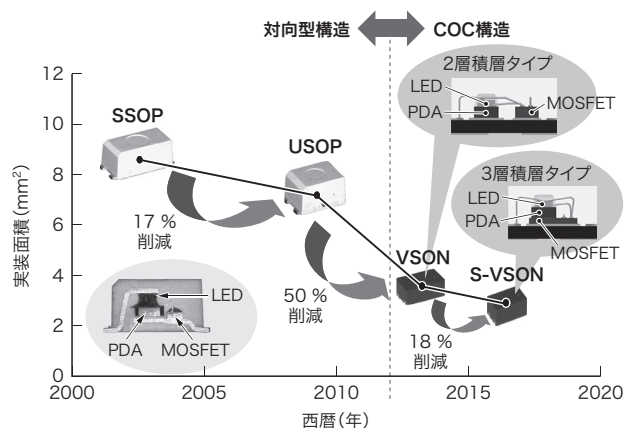 対向型構造
COC構造
2層積層タイプ
LED
PDA
MOSFET
3層積層タイプ
LED
PDA
MOSFET
SSOP
USOP
VSON
S-VSON
17 %
削減
50 %
削減
18 %
削減
LED
PDA
MOSFET
実装面積(mm²)
12
10
8
6
4
2
0
2000
2005
2010
2015
2020
西暦(年)